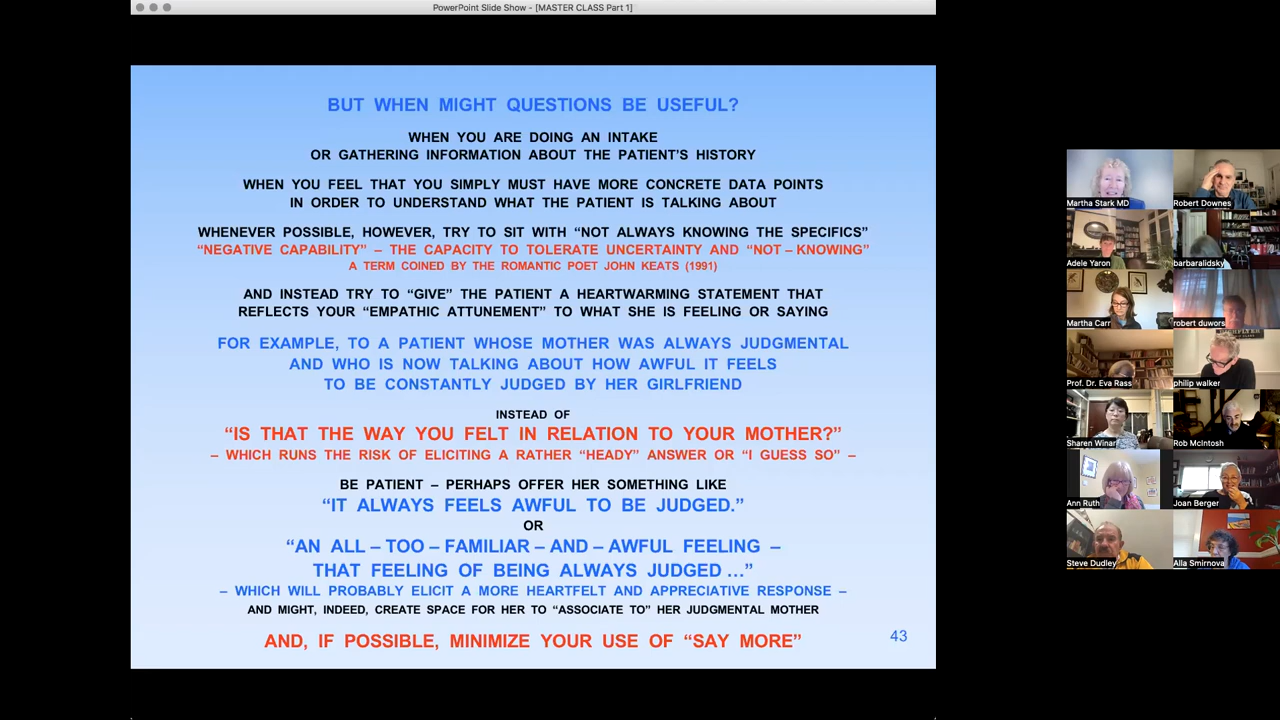 PowerPoint Slide Show - [MASTER CLASS Part 1]
BUT WHEN MIGHT QUESTIONS BE USEFUL?
WHEN YOU ARE DOING AN INTAKE
OR GATHERING INFORMATION ABOUT THE PATIENT'S HISTORY
WHEN YOU FEEL THAT YOU SIMPLY MUST HAVE MORE CONCRETE DATA POINTS
IN ORDER TO UNDERSTAND WHAT THE PATIENT IS TALKING ABOUT
WHENEVER POSSIBLE, HOWEVER, TRY TO SIT WITH “NOT ALWAYS KNOWING THE SPECIFICS”
“NEGATIVE CAPABILITY” – THE CAPACITY TO TOLERATE UNCERTAINTY AND “NOT – KNOWING”
A TERM COINED BY THE ROMANTIC POET JOHN KEATS (1991)
AND INSTEAD TRY TO “GIVE” THE PATIENT A HEARTWARMING STATEMENT THAT
REFLECTS YOUR “EMPATHIC ATTUNEMENT” TO WHAT SHE IS FEELING OR SAYING
FOR EXAMPLE, TO A PATIENT WHOSE MOTHER WAS ALWAYS JUDGMENTAL
AND WHO IS NOW TALKING ABOUT HOW AWFUL IT FEELS
TO BE CONSTANTLY JUDGED BY HER GIRLFRIEND
INSTEAD OF
“IS THAT THE WAY YOU FELT IN RELATION TO YOUR MOTHER?”
– WHICH RUNS THE RISK OF ELICITING A RATHER “HEADY” ANSWER OR “I GUESS SO” –
BE PATIENT – PERHAPS OFFER HER SOMETHING LIKE
“IT ALWAYS FEELS AWFUL TO BE JUDGED.”
OR
“AN ALL – TOO – FAMILIAR – AND – AWFUL FEELING –
THAT FEELING OF BEING ALWAYS JUDGED …”
– WHICH WILL PROBABLY ELICIT A MORE HEARTFELT AND APPRECIATIVE RESPONSE –
AND MIGHT, INDEED, CREATE SPACE FOR HER TO “ASSOCIATE TO” HER JUDGMENTAL MOTHER
AND, IF POSSIBLE, MINIMIZE YOUR USE OF “SAY MORE”
43
Martha Stark MD
Robert Downes
Adele Yaron
barbaralidsky
Martha Carr
robert duwors
Prof. Dr. Eva Rass
philip walker
Sharen Winar
Rob McIntosh
Ann Ruth
Joan Berger
Steve Dudley
Alla Smirnova